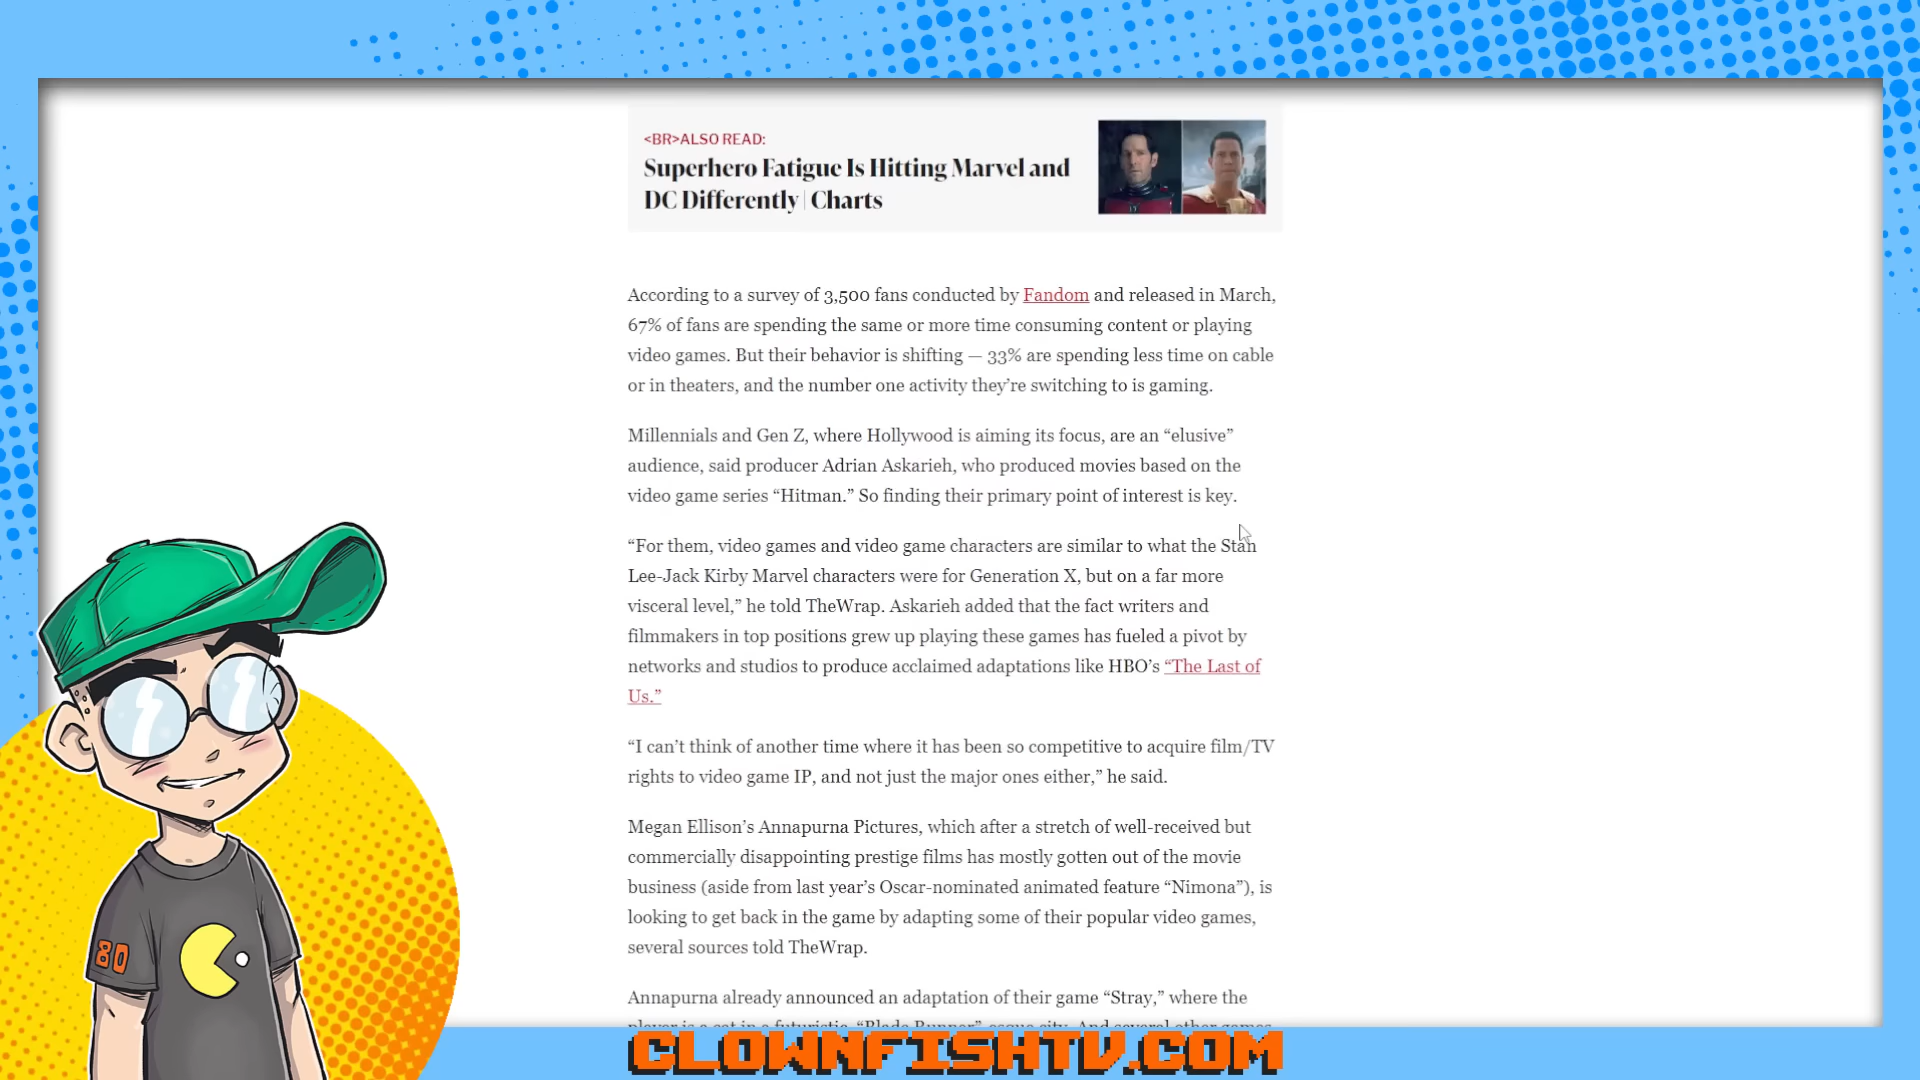 <BR>ALSO READ:
Superhero Fatigue Is Hitting Marvel and
DC Differently | Charts
According to a survey of 3,500 fans conducted by Fandom and released in March,
67% of fans are spending the same or more time consuming content or playing
video games. But their behavior is shifting — 33% are spending less time on cable
or in theaters, and the number one activity they’re switching to is gaming.
Millennials and Gen Z, where Hollywood is aiming its focus, are an “elusive”
audience, said producer Adrian Askarieh, who produced movies based on the
video game series “Hitman.” So finding their primary point of interest is key.
“For them, video games and video game characters are similar to what the Stan
Lee-Jack Kirby Marvel characters were for Generation X, but on a far more
visceral level,” he told TheWrap. Askarieh added that the fact writers and
filmmakers in top positions grew up playing these games has fueled a pivot by
networks and studios to produce acclaimed adaptations like HBO’s “The Last of
Us.”
“I can’t think of another time where it has been so competitive to acquire film/TV
rights to video game IP, and not just the major ones either,” he said.
Megan Ellison’s Annapurna Pictures, which after a stretch of well-received but
commercially disappointing prestige films has mostly gotten out of the movie
business (aside from last year’s Oscar-nominated animated feature “Nimona”), is
looking to get back in the game by adapting some of their popular video games,
several sources told TheWrap.
Annapurna already announced an adaptation of their game “Stray,” where the
player is a cat in a futuristic, “Blade Runner”-esque city. And several other games
80
CLOWNFISHTV.COM